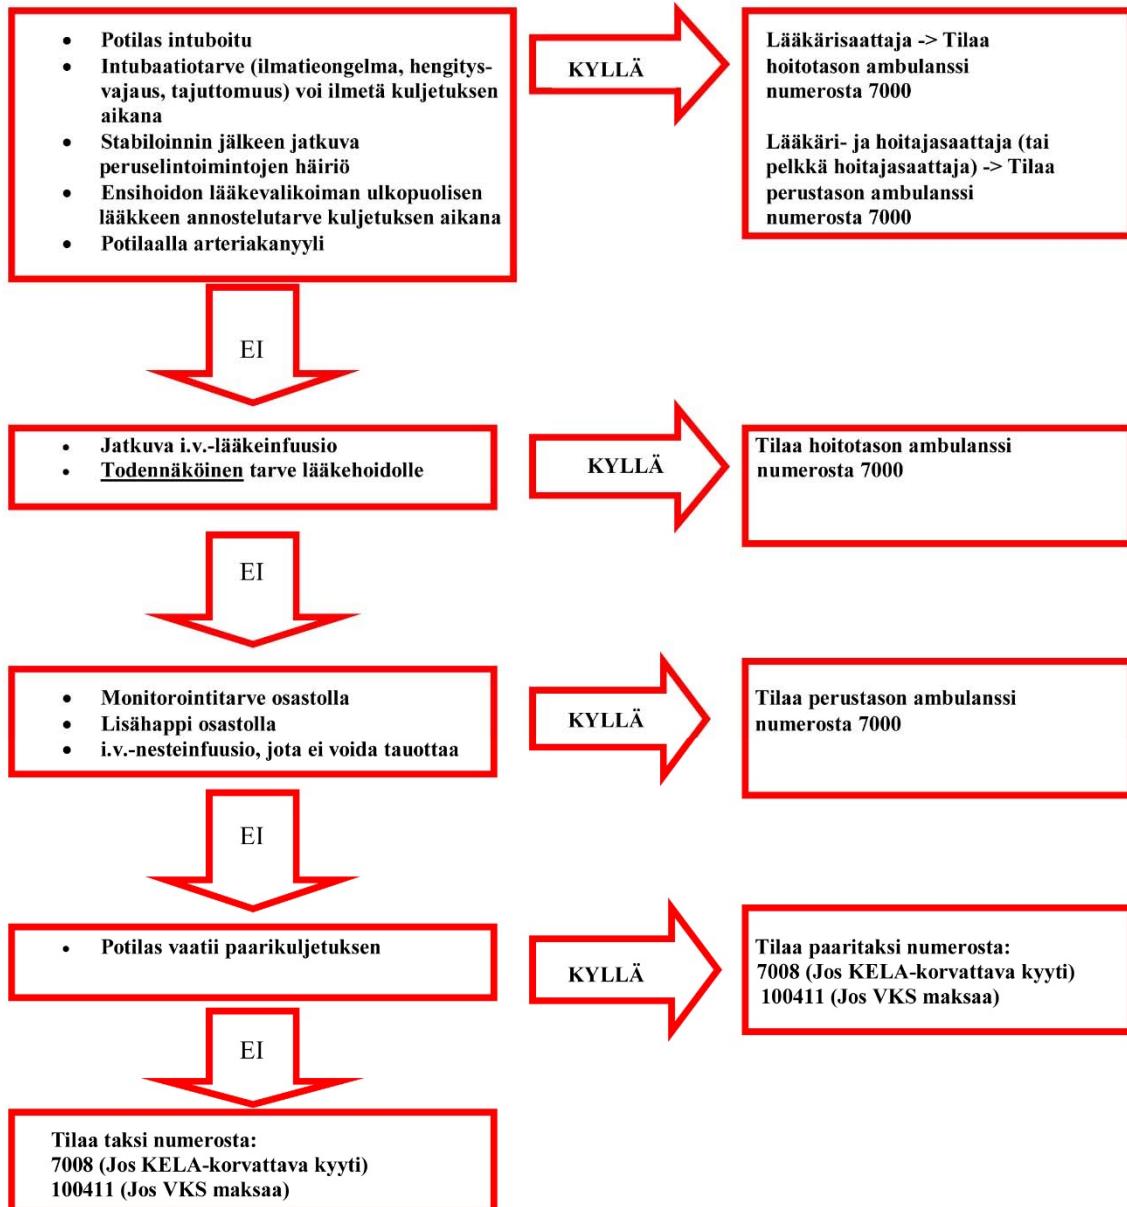 • Potilas intuboitu
• Intubaatiotarve (ilmatieongelma, hengitys-
vajaus, tajuttomuus) voi ilmetä kuljetuksen
aikana
• Stabiloinnin jälkeen jatkuva
peruselintoimintojen häiriö
• Ensihoidon lääkevalikoiman ulkopuolisen
lääkkeen annostelutarve kuljetuksen aikana
• Potilaalla arteriakanyyli
KYLLÄ
Lääkärisaattaja -> Tilaa
hoitotason ambulanssi
numerosta 7000
Lääkäri- ja hoitajasaattaja (tai
pelkkä hoitajasaattaja) -> Tilaa
perustason ambulanssi
numerosta 7000
EI
• Jatkuva i.v.-lääkeinfuusio
• Todennäköinen tarve lääkehoidolle
KYLLÄ
Tilaa hoitotason ambulanssi
numerosta 7000
EI
• Monitorointitarve osastolla
• Lisähappi osastolla
• i.v.-nesteinfuusio, jota ei voida tauottaa
KYLLÄ
Tilaa perustason ambulanssi
numerosta 7000
EI
• Potilas vaatii paarikuljetuksen
KYLLÄ
Tilaa paaritaksi numerosta:
7008 (Jos KELA-korvattava kyyti)
100411 (Jos VKS maksaa)
EI
Tilaa taksi numerosta:
7008 (Jos KELA-korvattava kyyti)
100411 (Jos VKS maksaa)